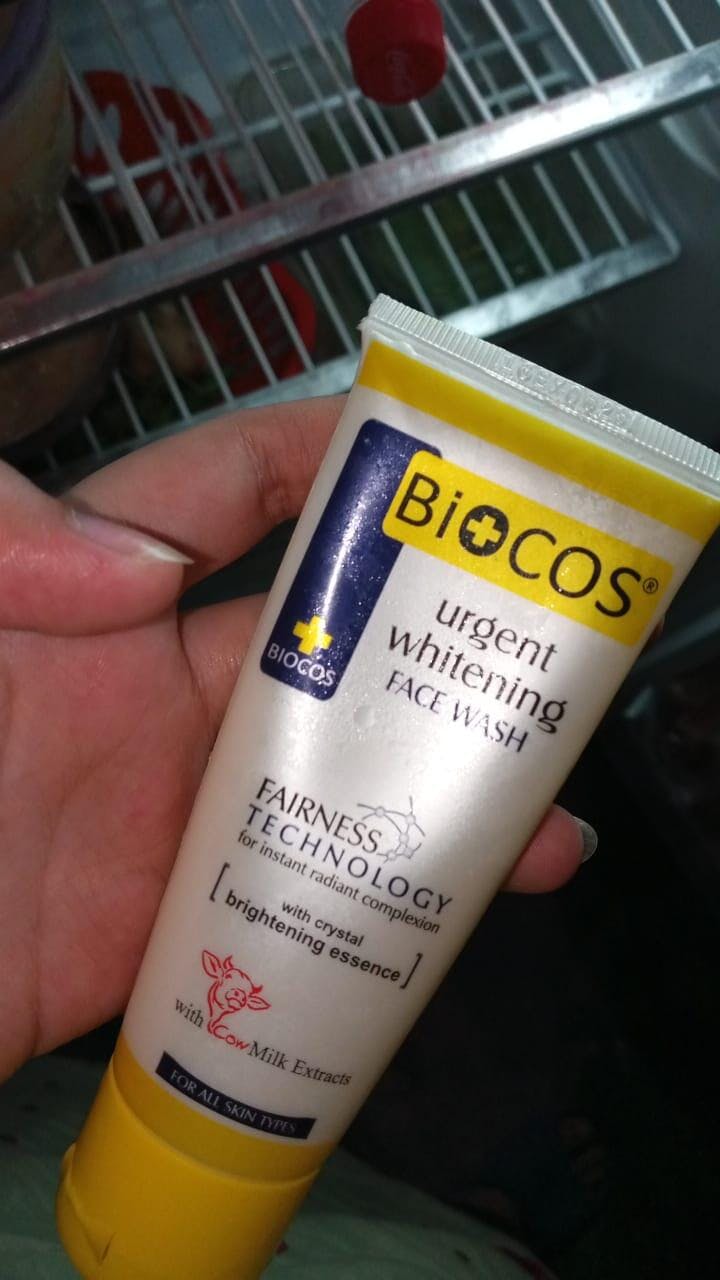 BiOCOS®
BIOCOS
urgent
whitening
FACE WASH
FAIRNESS
TECHNOLOGY
for instant radiant complexion
[ with crystal
brightening essence ]
with Cow Milk Extracts
FOR ALL SKIN TYPES